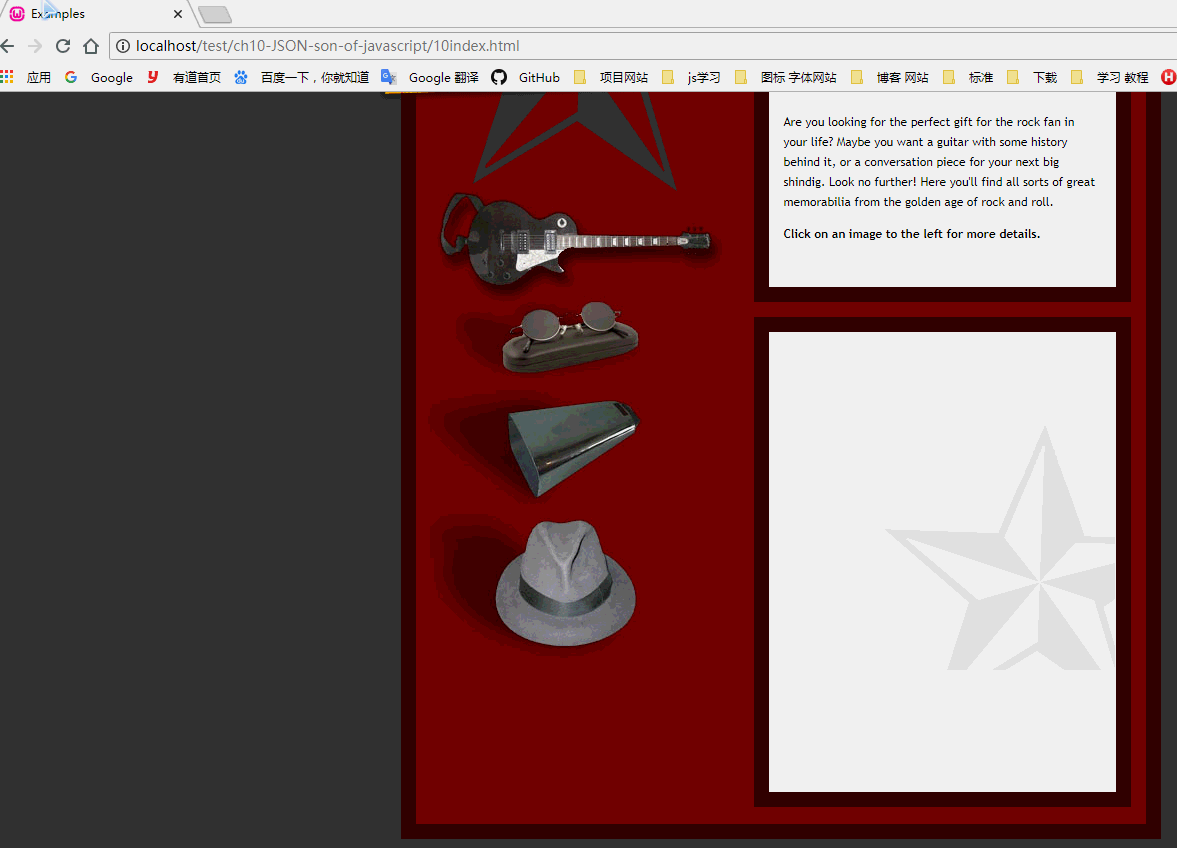 Examples
localhost/test/ch10-JSON-son-of-javascript/10index.html
应用 Google 有道首页 百度一下，你就知道 Google 翻译 GitHub 项目网站 js学习 图标 字体网站 博客 网站 标准 下载 学习 教程
Are you looking for the perfect gift for the rock fan in
your life? Maybe you want a guitar with some history
behind it, or a conversation piece for your next big
shindig. Look no further! Here you'll find all sorts of great
memorabilia from the golden age of rock and roll.
Click on an image to the left for more details.